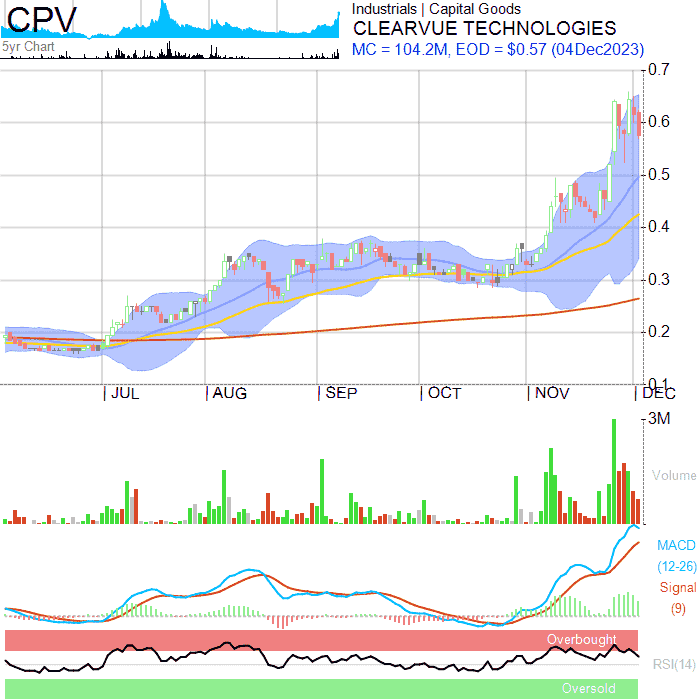 CPV
5yr Chart
Industrials | Capital Goods
CLEARVUE TECHNOLOGIES
MC = 104.2M, EOD = $0.57 (04Dec2023)
0.7
0.6
0.5
0.4
0.3
0.2
0.1
JUL AUG SEP OCT NOV DEC
3M
Volume
MACD
(12-26)
Signal
(9)
Overbought
RSI(14)
Oversold